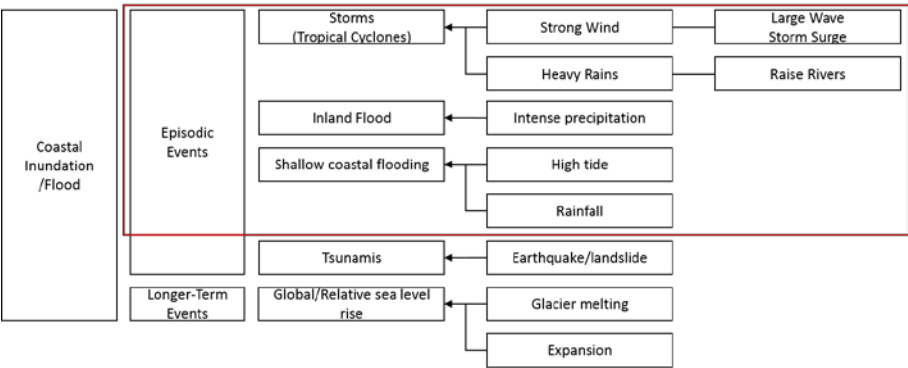 Coastal
Inundation
/Flood
Episodic
Events
Storms
(Tropical Cyclones)
Strong Wind
Large Wave
Storm Surge
Heavy Rains
Raise Rivers
Inland Flood
Intense precipitation
Shallow coastal flooding
High tide
Rainfall
Tsunamis
Earthquake/landslide
Longer-Term
Events
Global/Relative sea level
rise
Glacier melting
Expansion